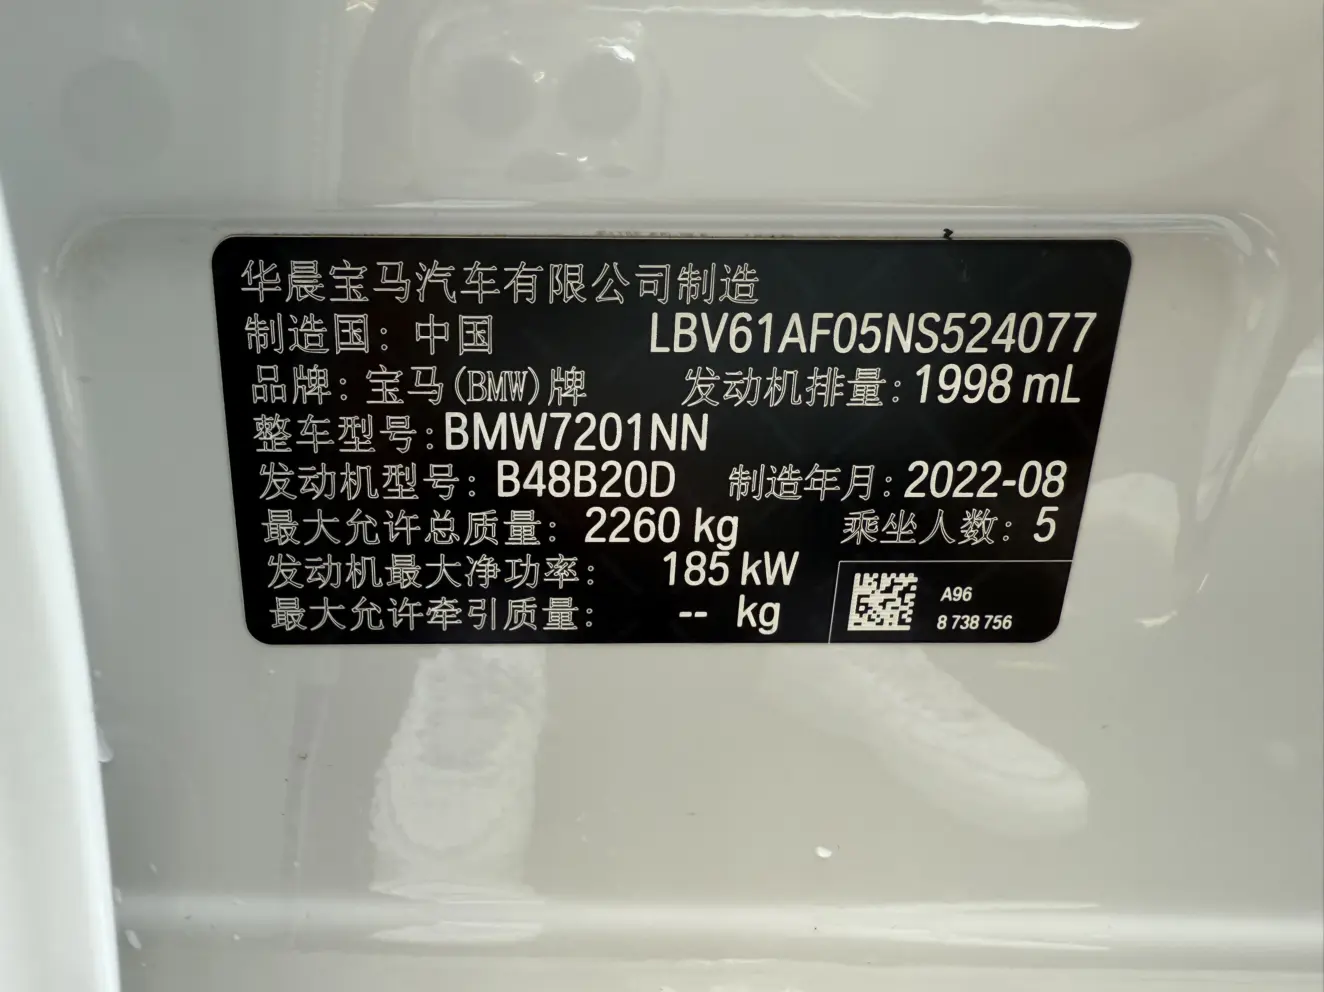 华晨宝马汽车有限公司制造
制造国：中国 LBV61AF05NS524077
品牌：宝马(BMW)牌 发动机排量：1998 mL
整车型号：BMW7201NN
发动机型号：B48B20D 制造年月：2022-08
最大允许总质量：2260 kg 乘坐人数：5
发动机最大净功率：185 kW
最大允许牵引质量：-- kg
A96
8 738 756